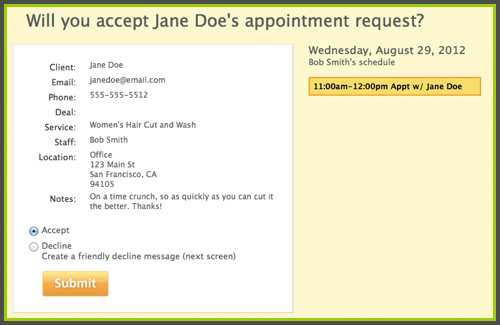 Will you accept Jane Doe's appointment request?
Client: Jane Doe
Email: janedoe@email.com
Phone: 555-555-5512
Deal:
Service: Women's Hair Cut and Wash
Staff: Bob Smith
Location: Office
123 Main St
San Francisco, CA
94105
Notes: On a time crunch, so as quickly as you can cut it
the better. Thanks!
Accept
Decline
Create a friendly decline message (next screen)
Submit
Wednesday, August 29, 2012
Bob Smith's schedule
11:00am-12:00pm Appt w/ Jane Doe